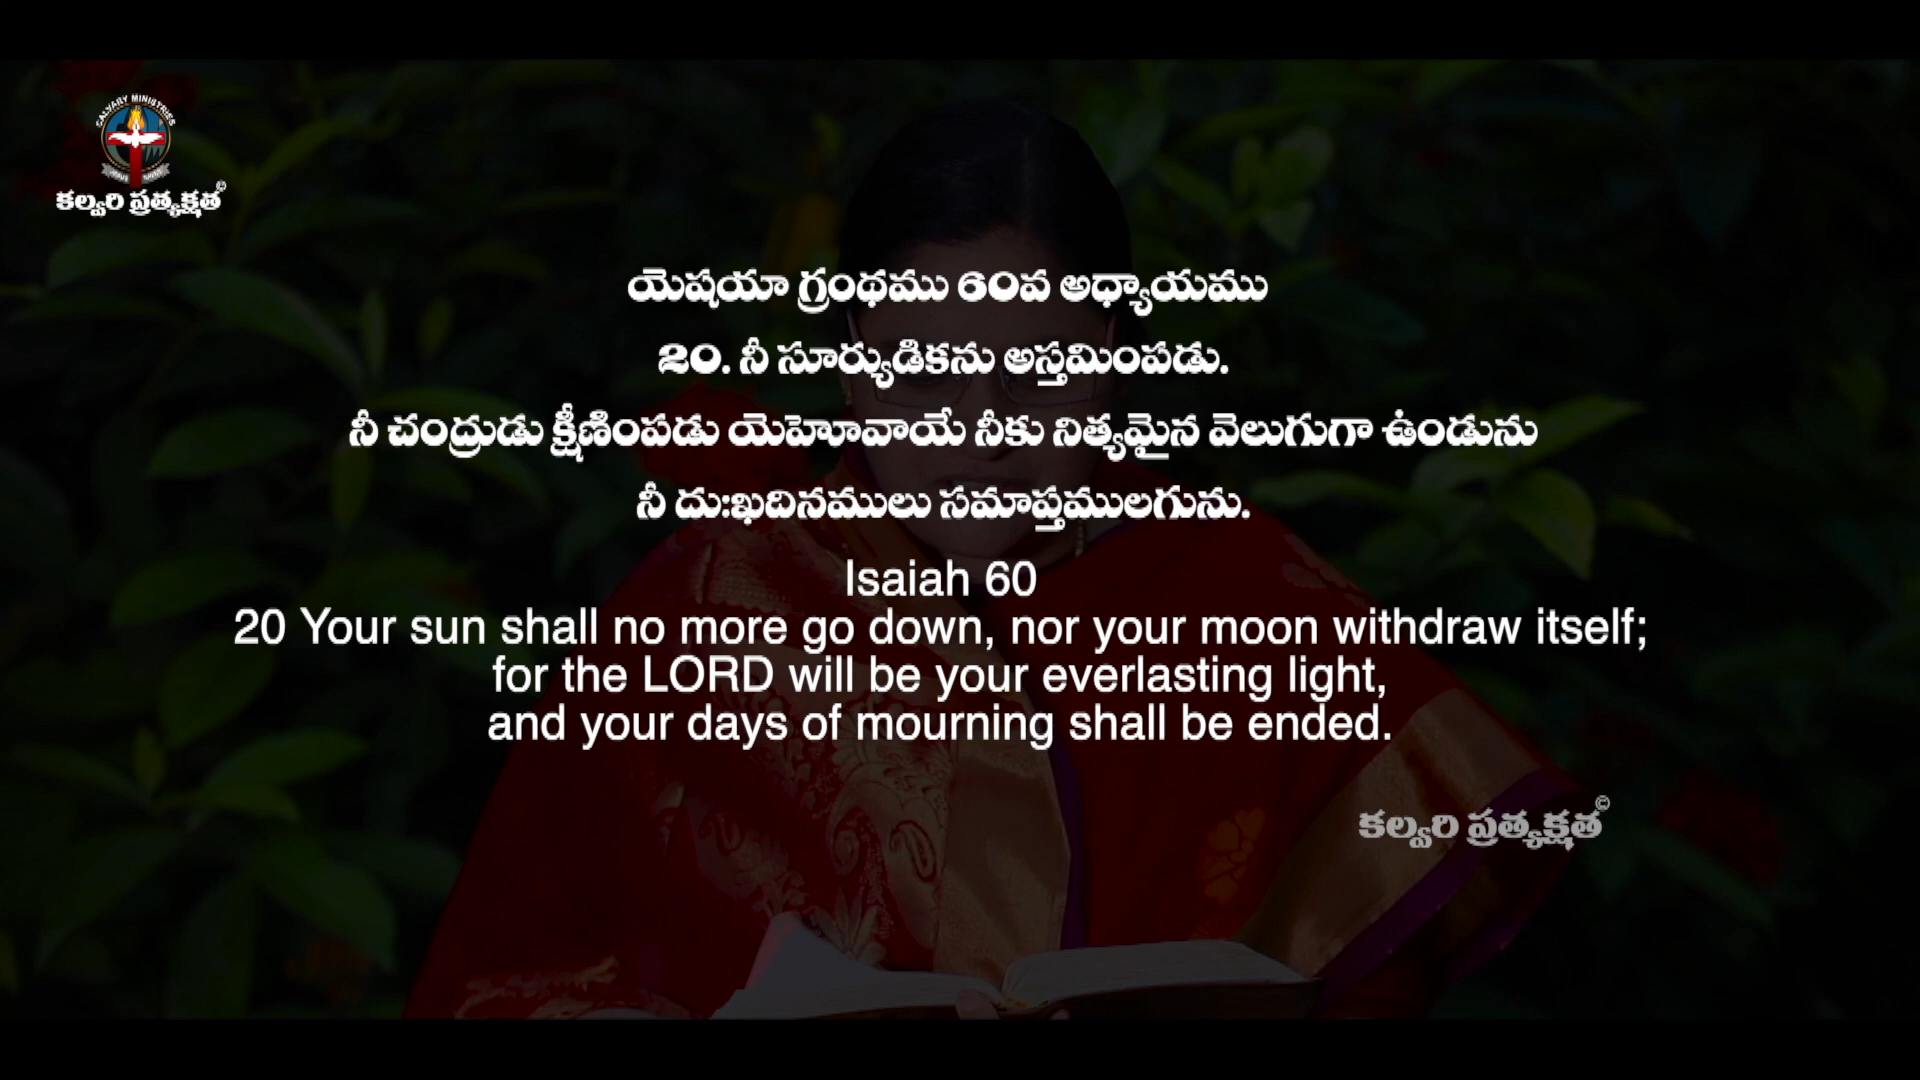 CALVARY MINISTRIES
కల్వరి ప్రత్యక్షత©
యెషయా గ్రంథము 60వ అధ్యాయము
20. నీ సూర్యుడికను అస్తమింపడు.
నీ చంద్రుడు క్షీణింపడు యెహోవాయే నీకు నిత్యమైన వెలుగుగా ఉండును
నీ దు:ఖదినములు సమాప్తములగును.
Isaiah 60
20 Your sun shall no more go down, nor your moon withdraw itself;
for the LORD will be your everlasting light,
and your days of mourning shall be ended.
కల్వరి ప్రత్యక్షత©